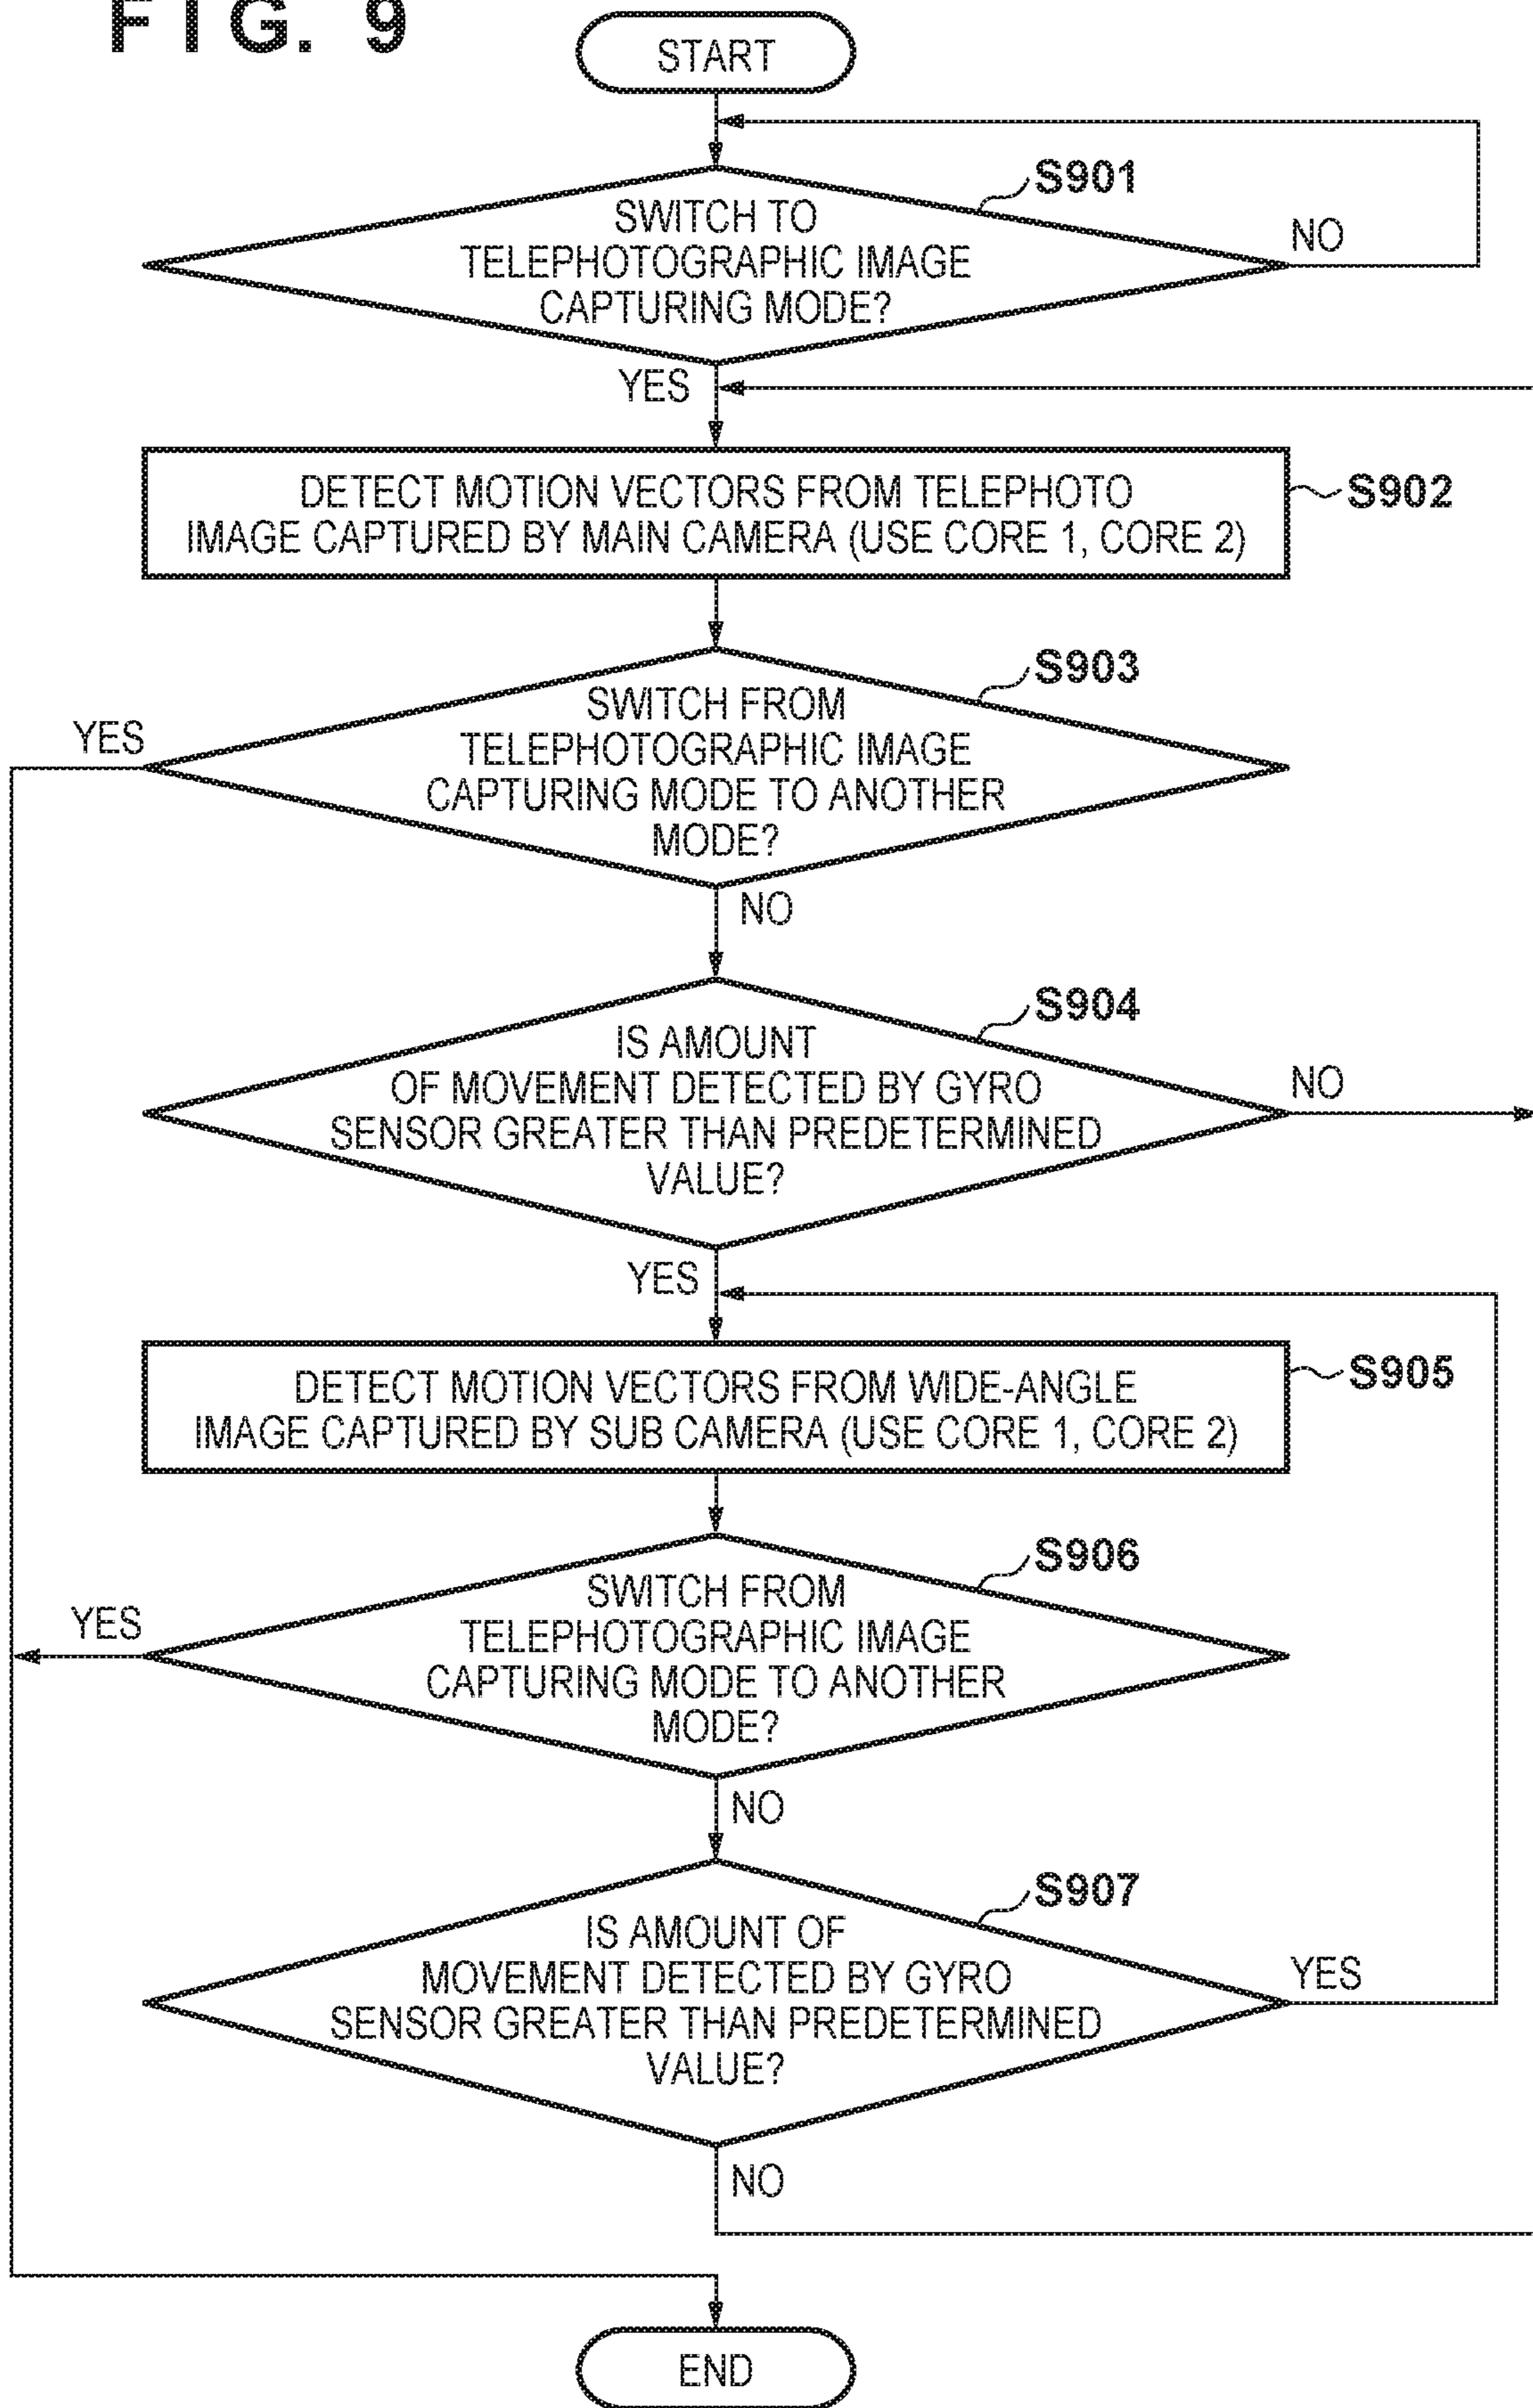 FIG. 9
START
S901
SWITCH TO
TELEPHOTOGRAPHIC IMAGE
CAPTURING MODE?
NO
YES
DETECT MOTION VECTORS FROM TELEPHOTO
IMAGE CAPTURED BY MAIN CAMERA (USE CORE 1, CORE 2)
S902
S903
SWITCH FROM
TELEPHOTOGRAPHIC IMAGE
CAPTURING MODE TO ANOTHER
MODE?
YES
NO
S904
IS AMOUNT
OF MOVEMENT DETECTED BY GYRO
SENSOR GREATER THAN PREDETERMINED
VALUE?
NO
YES
DETECT MOTION VECTORS FROM WIDE-ANGLE
IMAGE CAPTURED BY SUB CAMERA (USE CORE 1, CORE 2)
S905
S906
SWITCH FROM
TELEPHOTOGRAPHIC IMAGE
CAPTURING MODE TO ANOTHER
MODE?
YES
NO
S907
IS AMOUNT OF
MOVEMENT DETECTED BY GYRO
SENSOR GREATER THAN PREDETERMINED
VALUE?
YES
NO
END